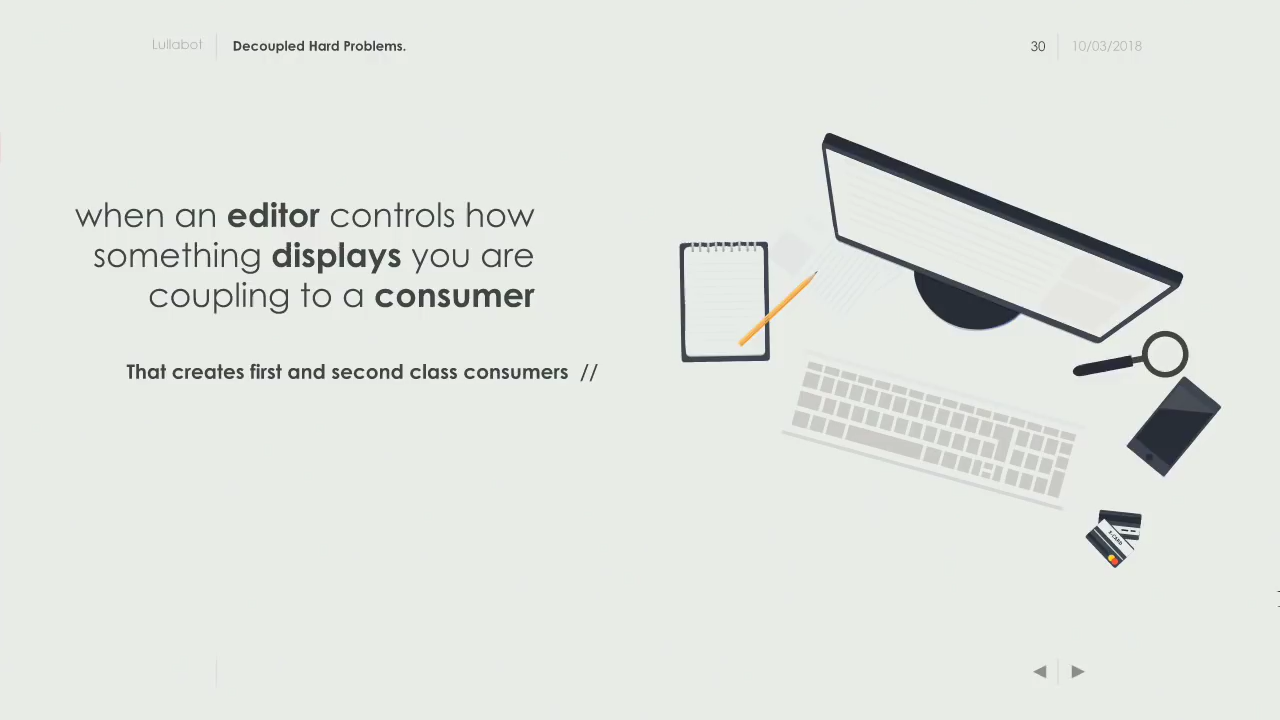 Lullabot
Decoupled Hard Problems.
30
10/03/2018
when an editor controls how
something displays you are
coupling to a consumer
That creates first and second class consumers //